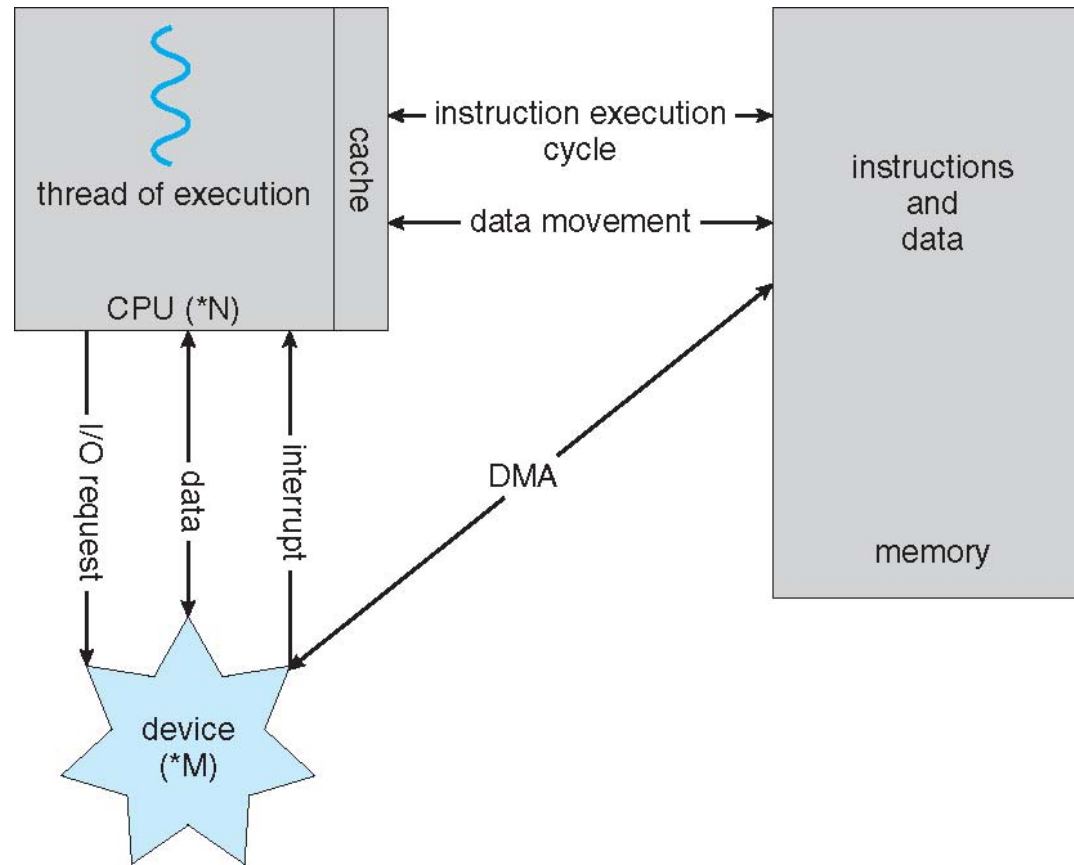 thread of execution
cache
CPU (*N)
instruction execution
cycle
data movement
instructions
and
data
memory
I/O request
data
interrupt
DMA
device
(*M)